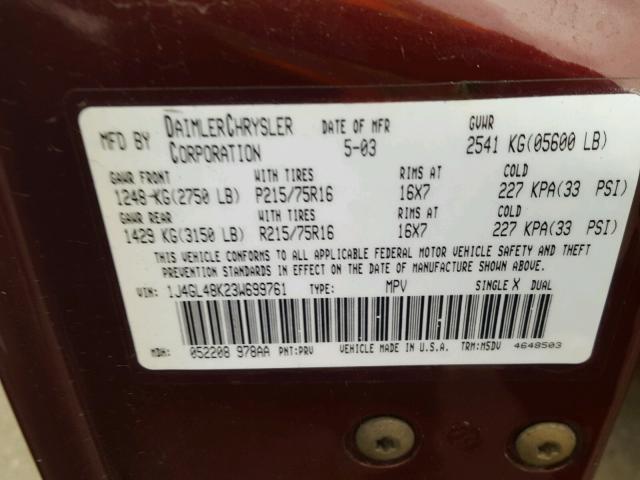 MFD BY DAIMLERCHRYSLER CORPORATION DATE OF MFR 5-03 GVWR 2541 KG(05600 LB)
GAWR FRONT WITH TIRES RIMS AT COLD
1248 KG(2750 LB) P215/75R16 16X7 227 KPA(33 PSI)
GAWR REAR WITH TIRES RIMS AT COLD
1429 KG(3150 LB) R215/75R16 16X7 227 KPA(33 PSI)
THIS VEHICLE CONFORMS TO ALL APPLICABLE FEDERAL MOTOR VEHICLE SAFETY AND THEFT
PREVENTION STANDARDS IN EFFECT ON THE DATE OF MANUFACTURE SHOWN ABOVE.
VIN: 1J4GL48K23W699761 TYPE: MPV SINGLE X DUAL
MDH: 052208 978AA PNT:PRV VEHICLE MADE IN U.S.A. TRM:M5DV 4648503